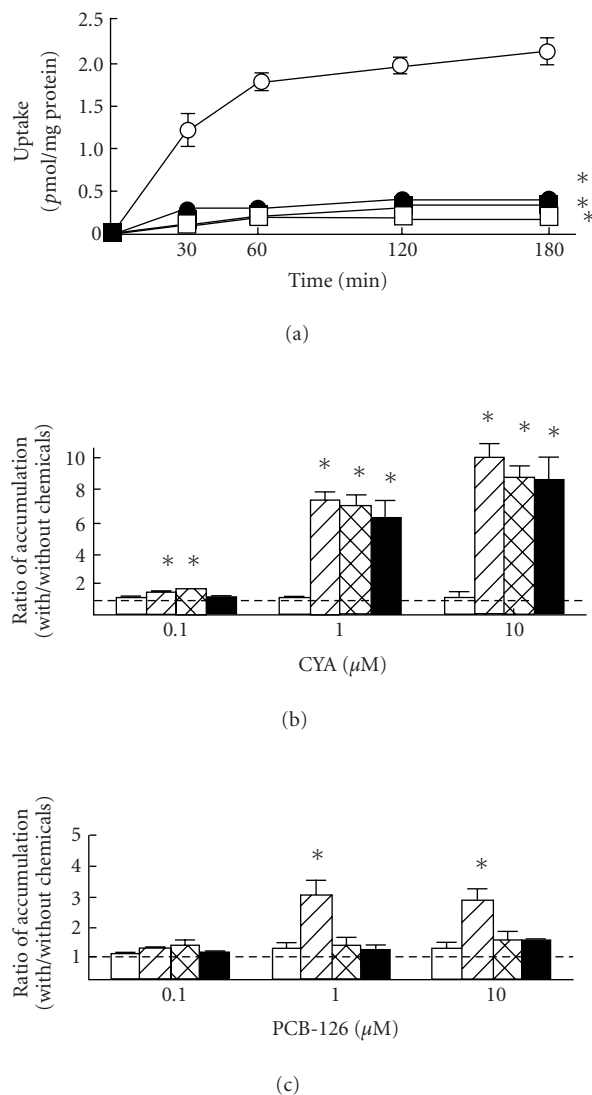 2.5
2.0
1.5
1.0
0.5
0
Uptake
(pmol/mg protein)
*
*
*
30 60 120 180
Time (min)
(a)
10
8
6
4
2
Ratio of accumulation
(with/without chemicals)
* *
* * *
* * *
0.1 1 10
CYA (μM)
(b)
5
4
3
2
1
Ratio of accumulation
(with/without chemicals)
* *
0.1 1 10
PCB-126 (μM)
(c)